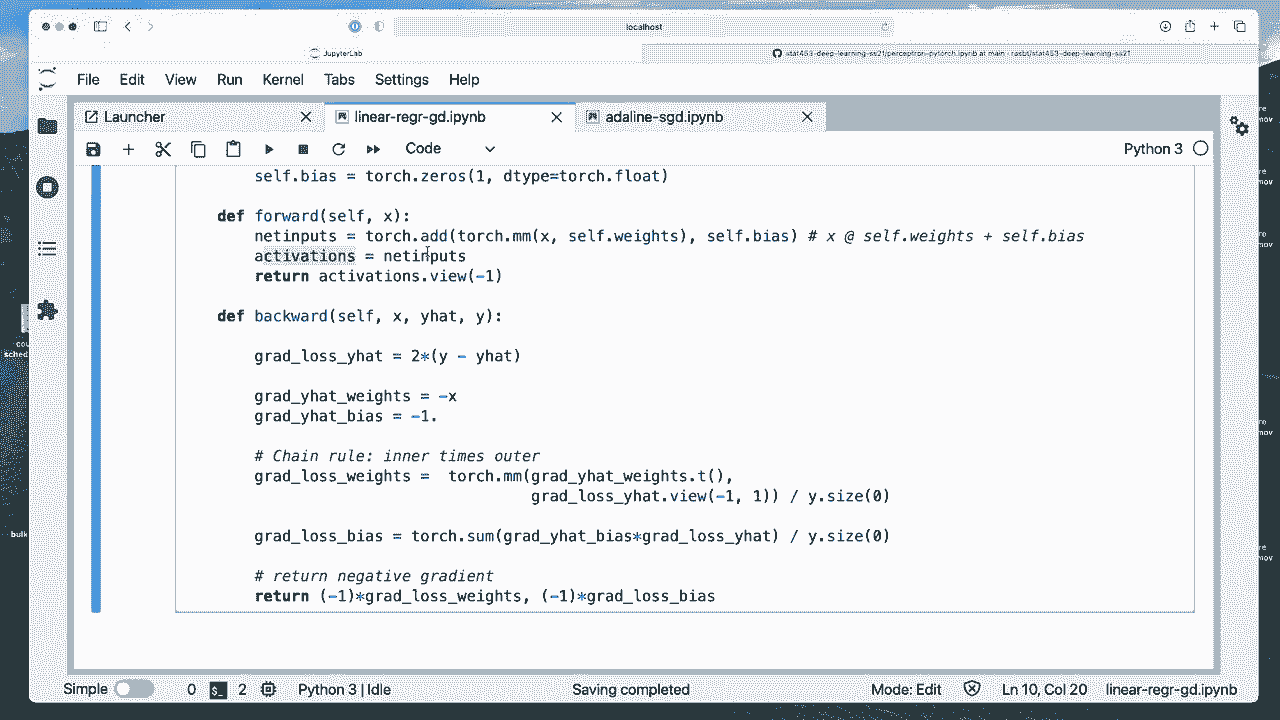 localhost
JupyterLab
stat453-deep-learning-ss21/perceptron-pytorch.ipynb at main · rasbt/stat453-deep-learning-ss21
File Edit View Run Kernel Tabs Settings Help
Launcher linear-regr-gd.ipynb adaline-sgd.ipynb
Code Python 3
self.bias = torch.zeros(1, dtype=torch.float)
def forward(self, x):
netinputs = torch.add(torch.mm(x, self.weights), self.bias) # x @ self.weights + self.bias
activations = netinputs
return activations.view(-1)
def backward(self, x, yhat, y):
grad_loss_yhat = 2*(y - yhat)
grad_yhat_weights = -x
grad_yhat_bias = -1.
# Chain rule: inner times outer
grad_loss_weights = torch.mm(grad_yhat_weights.t(),
grad_loss_yhat.view(-1, 1)) / y.size(0)
grad_loss_bias = torch.sum(grad_yhat_bias*grad_loss_yhat) / y.size(0)
# return negative gradient
return (-1)*grad_loss_weights, (-1)*grad_loss_bias
Simple 0 2 Python 3 | Idle Saving completed Mode: Edit Ln 10, Col 20 linear-regr-gd.ipynb